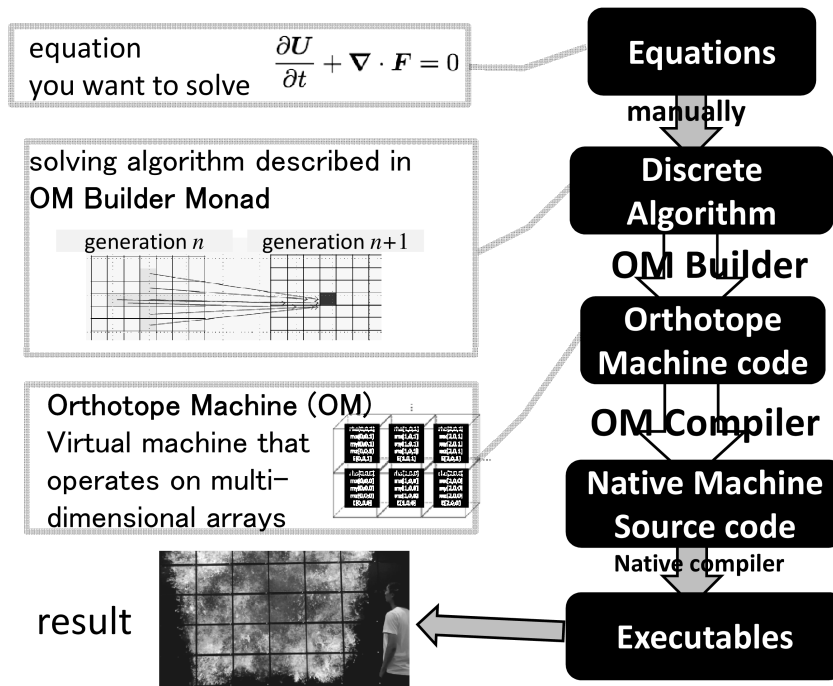 equation
you want to solve
∂U/∂t + ∇ · F = 0
Equations
manually
solving algorithm described in
OM Builder Monad
generation n
generation n+1
Discrete
Algorithm
OM Builder
Orthotope
Machine code
Orthotope Machine (OM)
Virtual machine that
operates on multi-
dimensional arrays
OM Compiler
Native Machine
Source code
Native compiler
result
Executables